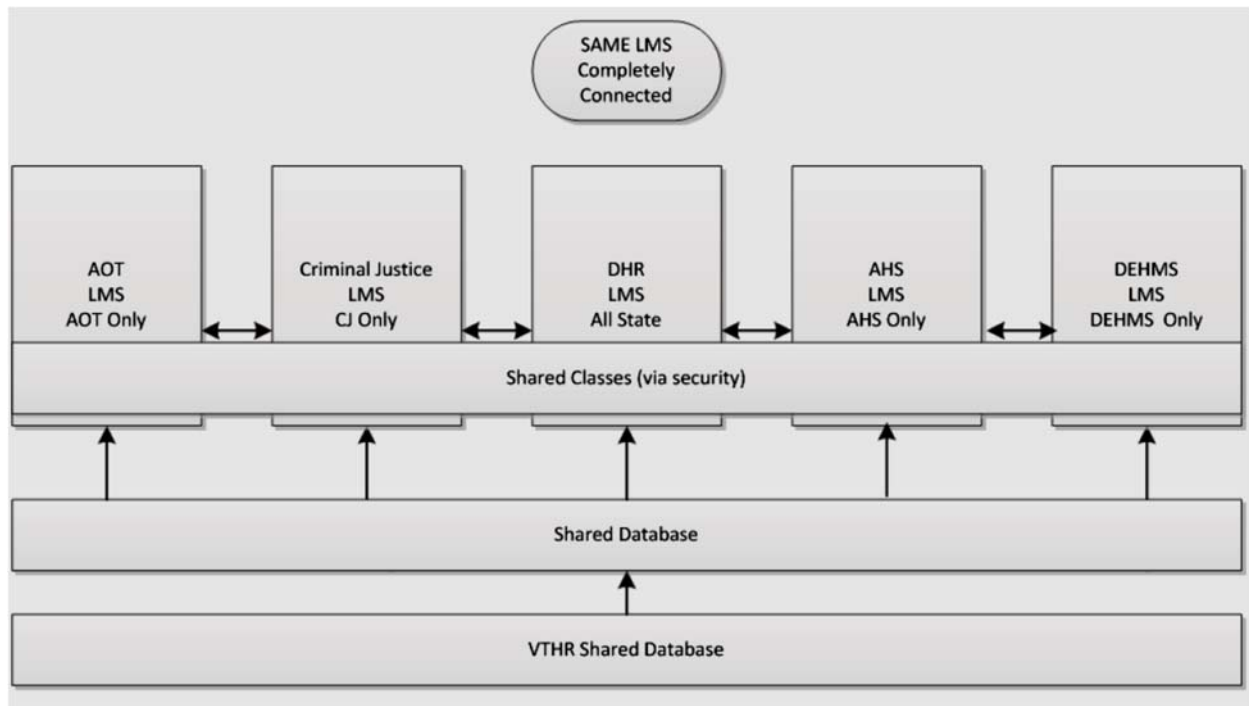 SAME LMS
Completely
Connected
AOT
LMS
AOT Only
Criminal Justice
LMS
CJ Only
DHR
LMS
All State
AHS
LMS
AHS Only
DEHMS
LMS
DEHMS Only
Shared Classes (via security)
Shared Database
VTHR Shared Database